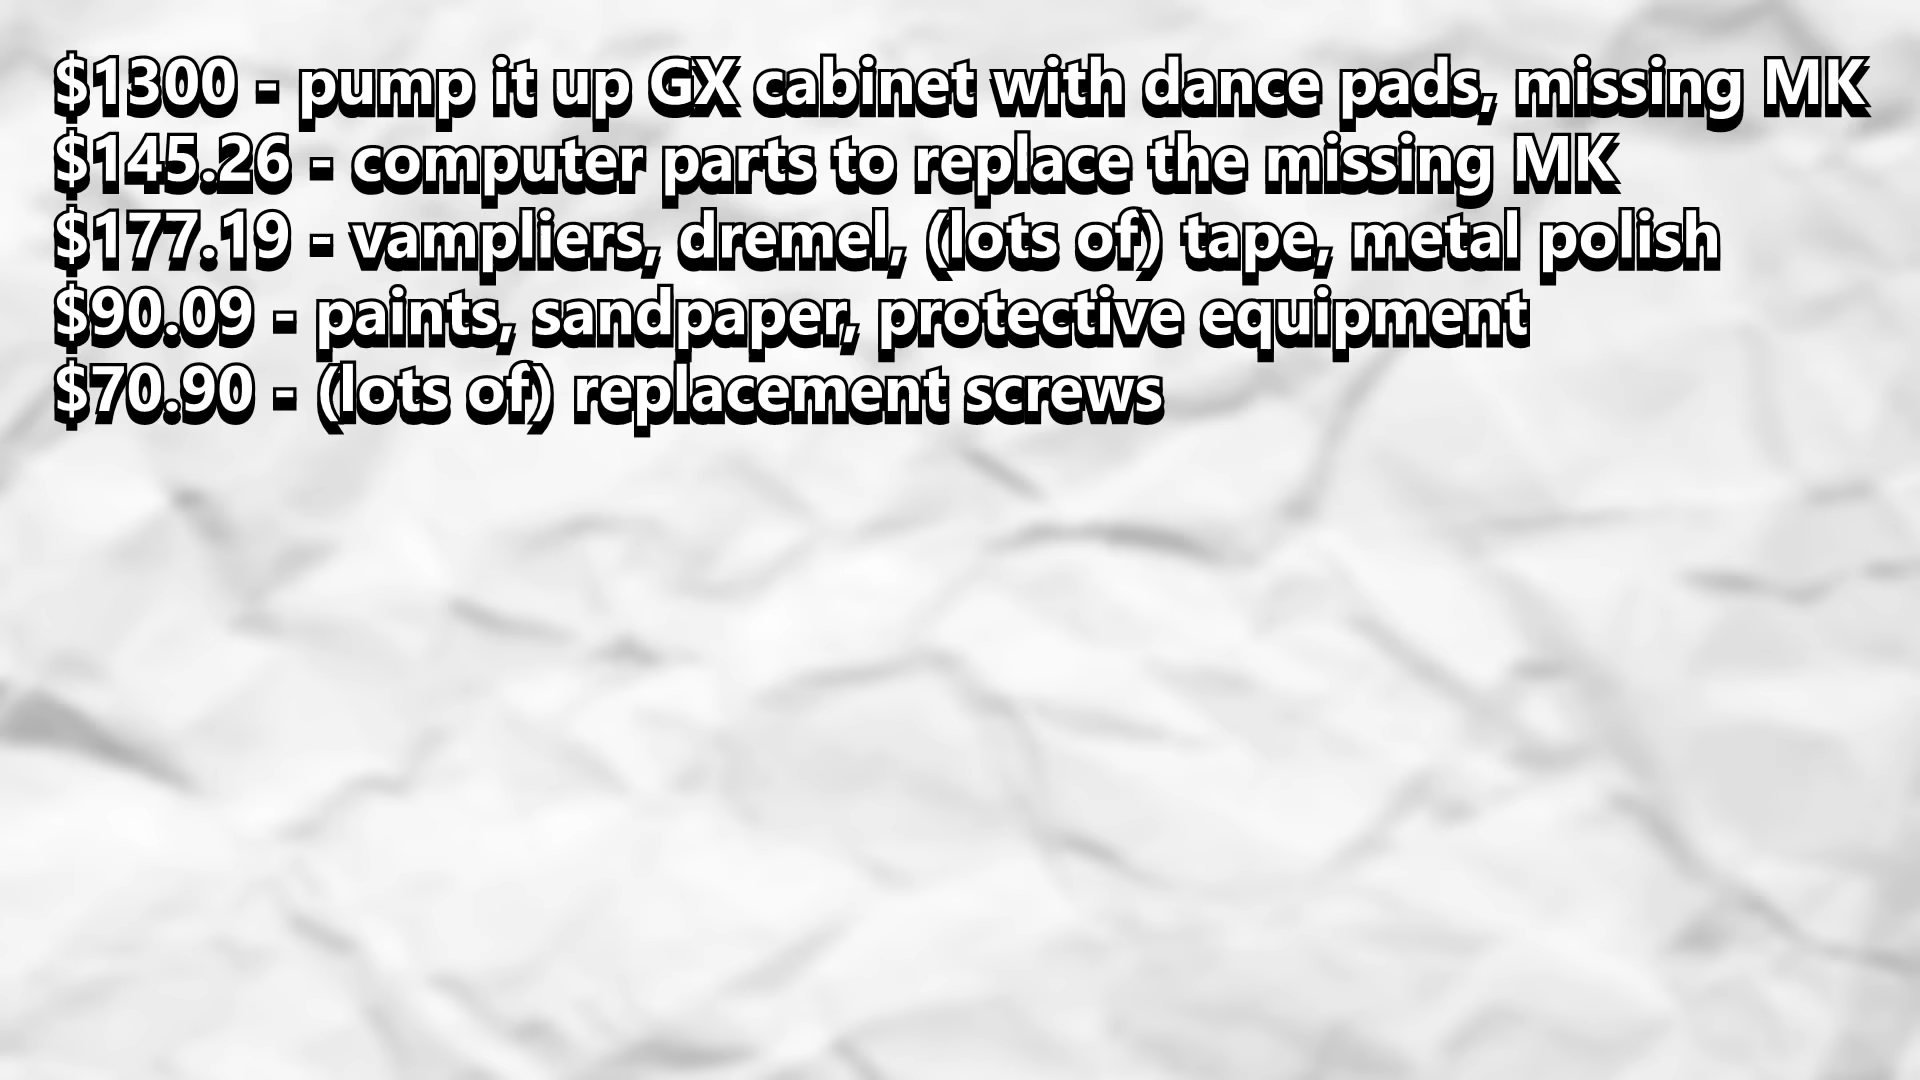 $1300 - pump it up GX cabinet with dance pads, missing MK
$145.26 - computer parts to replace the missing MK
$177.19 - vampliers, dremel, (lots of) tape, metal polish
$90.09 - paints, sandpaper, protective equipment
$70.90 - (lots of) replacement screws